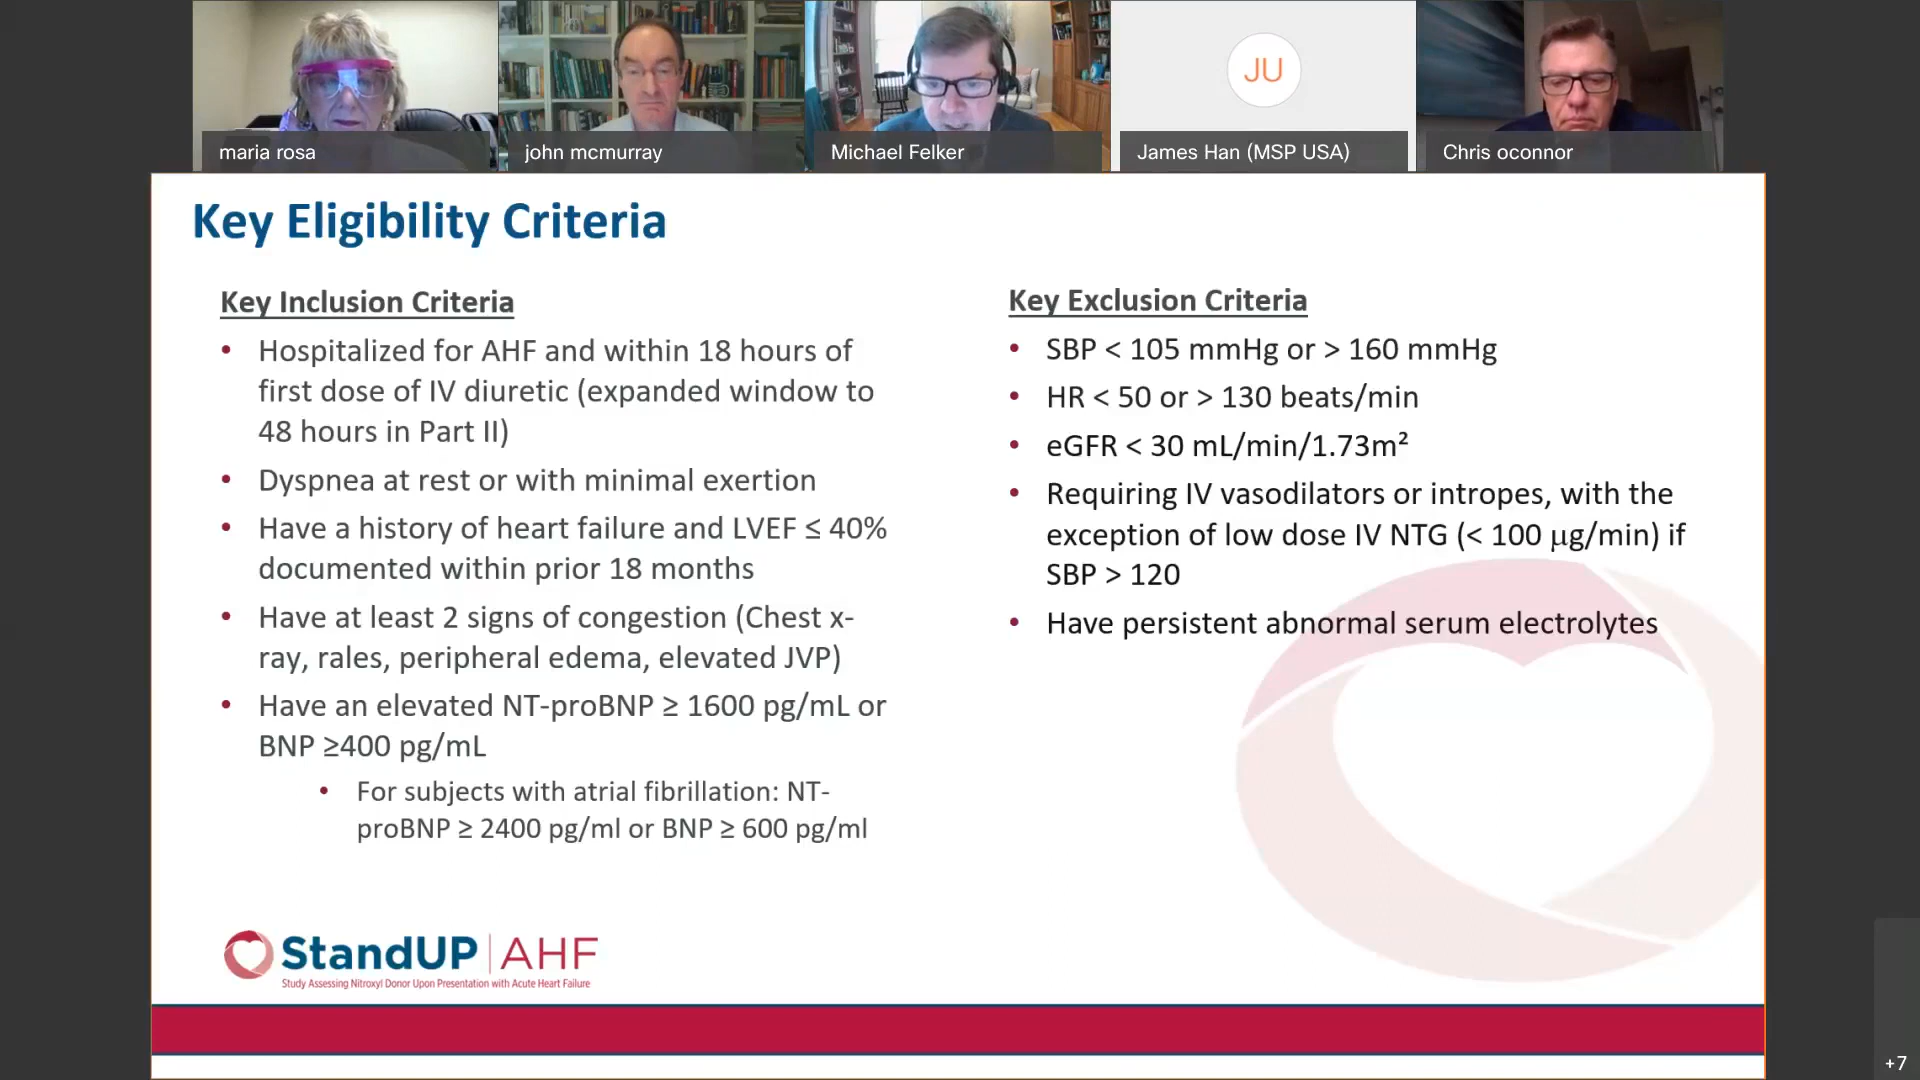 maria rosa
john mcmurray
Michael Felker
JU
James Han (MSP USA)
Chris oconnor
Key Eligibility Criteria
Key Inclusion Criteria
• Hospitalized for AHF and within 18 hours of
first dose of IV diuretic (expanded window to
48 hours in Part II)
• Dyspnea at rest or with minimal exertion
• Have a history of heart failure and LVEF ≤ 40%
documented within prior 18 months
• Have at least 2 signs of congestion (Chest x-
ray, rales, peripheral edema, elevated JVP)
• Have an elevated NT-proBNP ≥ 1600 pg/mL or
BNP ≥400 pg/mL
• For subjects with atrial fibrillation: NT-
proBNP ≥ 2400 pg/ml or BNP ≥ 600 pg/ml
Key Exclusion Criteria
• SBP < 105 mmHg or > 160 mmHg
• HR < 50 or > 130 beats/min
• eGFR < 30 mL/min/1.73m²
• Requiring IV vasodilators or intropes, with the
exception of low dose IV NTG (< 100 µg/min) if
SBP > 120
• Have persistent abnormal serum electrolytes
StandUP | AHF
Study Assessing Nitroxyl Donor Upon Presentation with Acute Heart Failure
+7